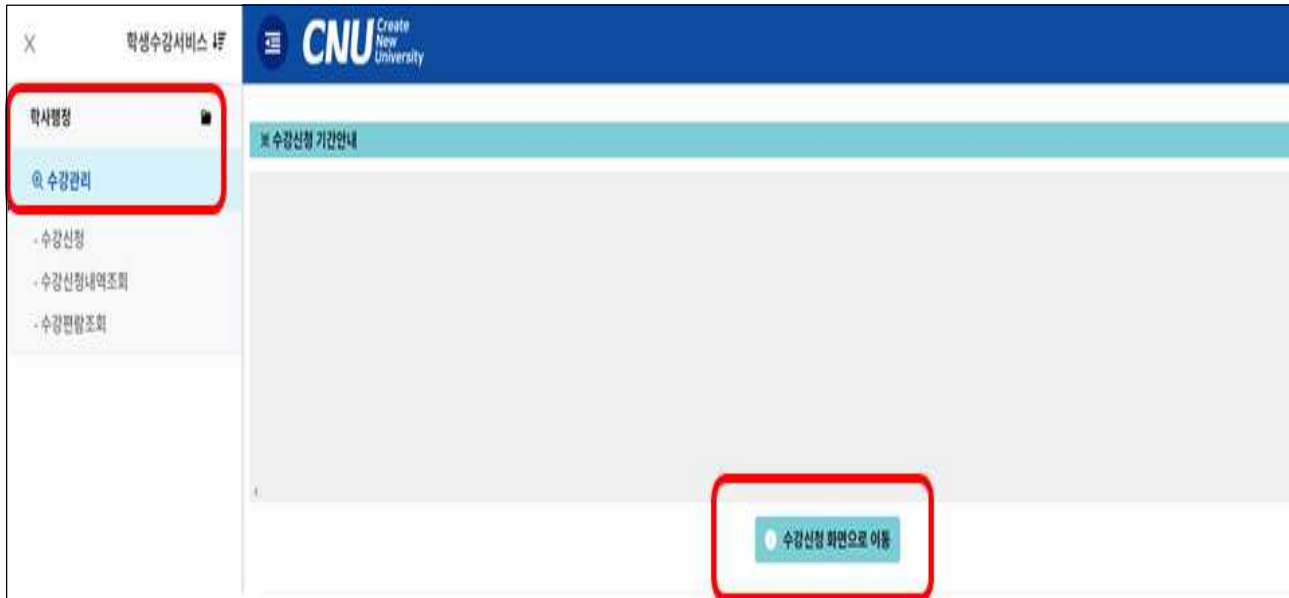 학생수강서비스
CNU Create New University
학사행정
수강관리
- 수강신청
- 수강신청내역조회
- 수강편람조회
※ 수강신청 기간안내
수강신청 화면으로 이동